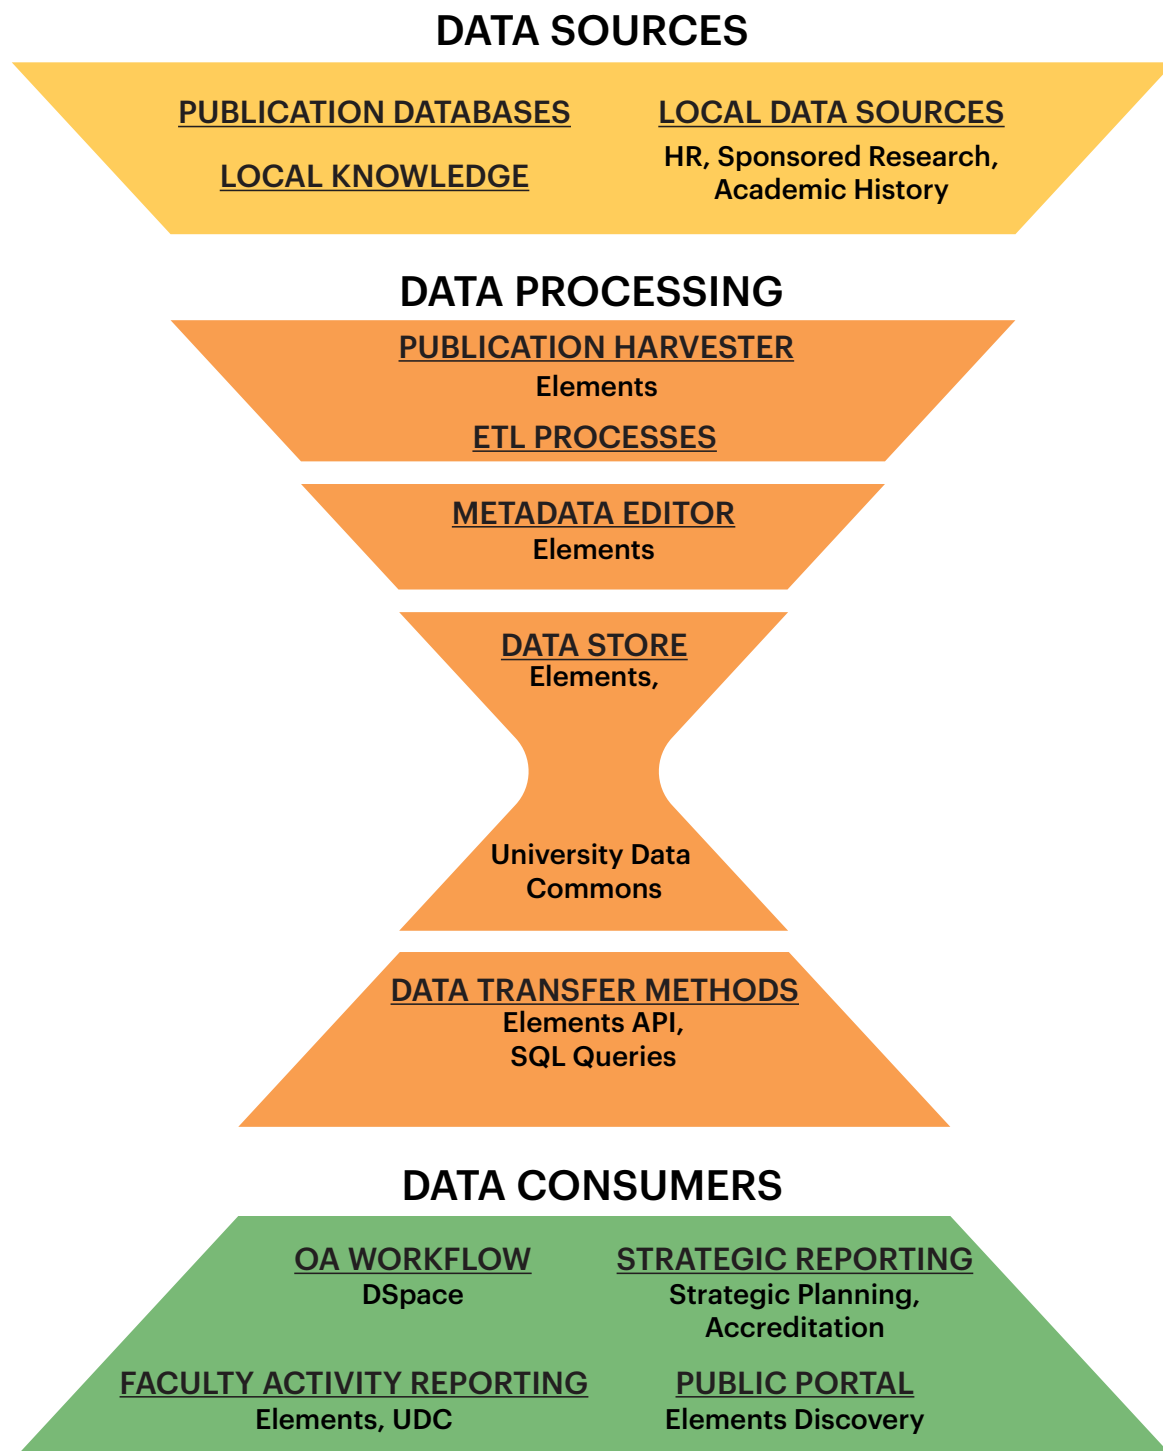 DATA SOURCES
PUBLICATION DATABASES
LOCAL KNOWLEDGE
LOCAL DATA SOURCES
HR, Sponsored Research,
Academic History
DATA PROCESSING
PUBLICATION HARVESTER
Elements
ETL PROCESSES
METADATA EDITOR
Elements
DATA STORE
Elements,
University Data
Commons
DATA TRANSFER METHODS
Elements API,
SQL Queries
DATA CONSUMERS
OA WORKFLOW
DSpace
STRATEGIC REPORTING
Strategic Planning,
Accreditation
FACULTY ACTIVITY REPORTING
Elements, UDC
PUBLIC PORTAL
Elements Discovery